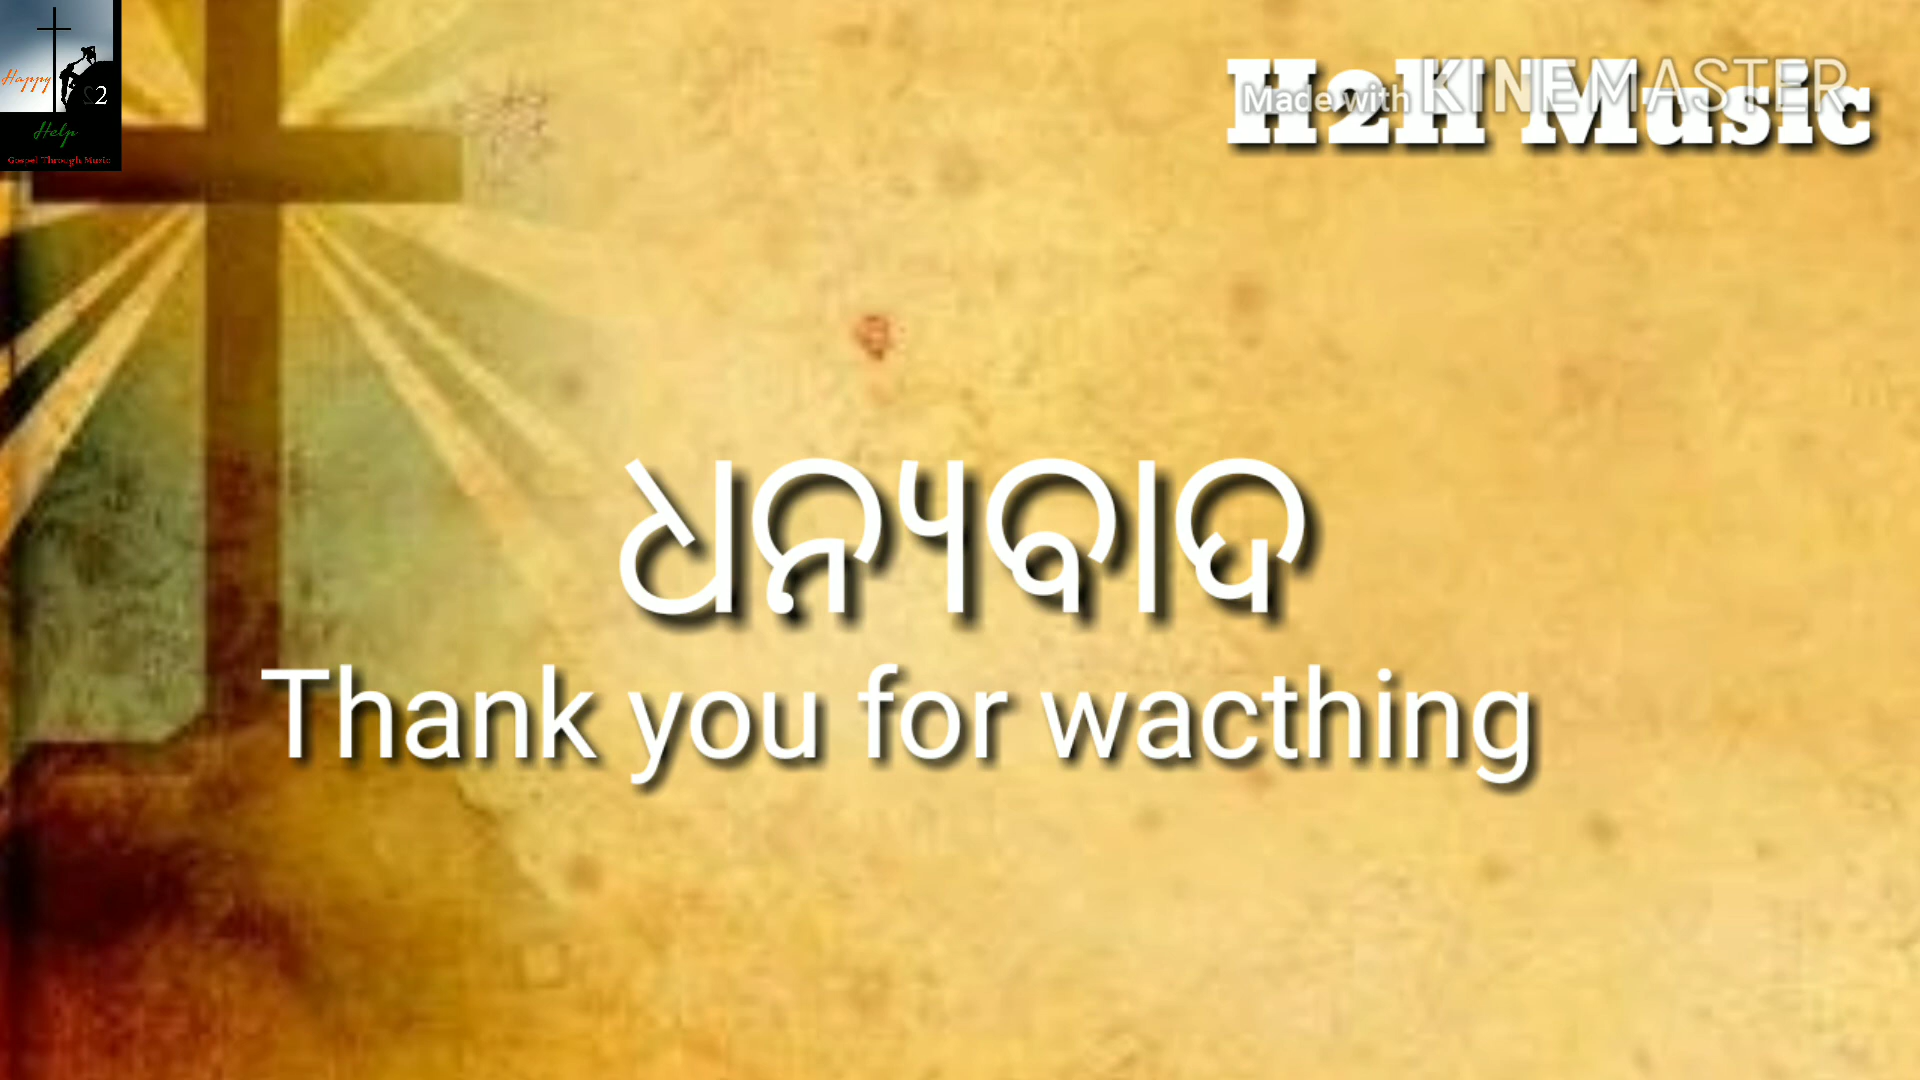 Happy
2
Help
Gospel Through Music
H2H Music
Made with KINEMASTER
ଧନ୍ୟବାଦ
Thank you for wacthing